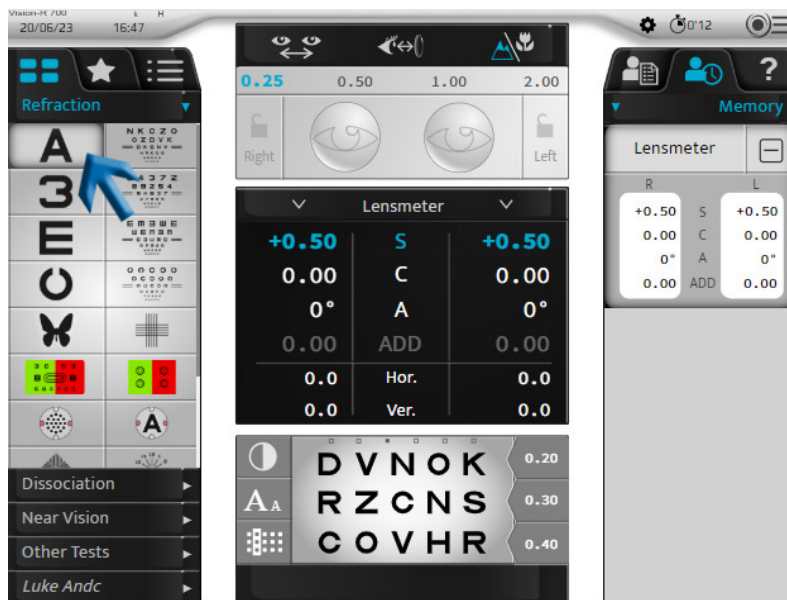 Vision-R 700
20/06/23 16:47
0'12
0.25 0.50 1.00 2.00
Right Left
Refraction
A
3
E
N K C Z O
O Z D V K
A
Dissociation
Near Vision
Other Tests
Luke Andc
Lensmeter
+0.50 S +0.50
0.00 C 0.00
0° A 0°
0.00 ADD 0.00
0.0 Hor. 0.0
0.0 Ver. 0.0
A A
D V N O K 0.20
R Z C N S 0.30
C O V H R 0.40
?
Memory
Lensmeter
R L
+0.50 S +0.50
0.00 C 0.00
0° A 0°
0.00 ADD 0.00